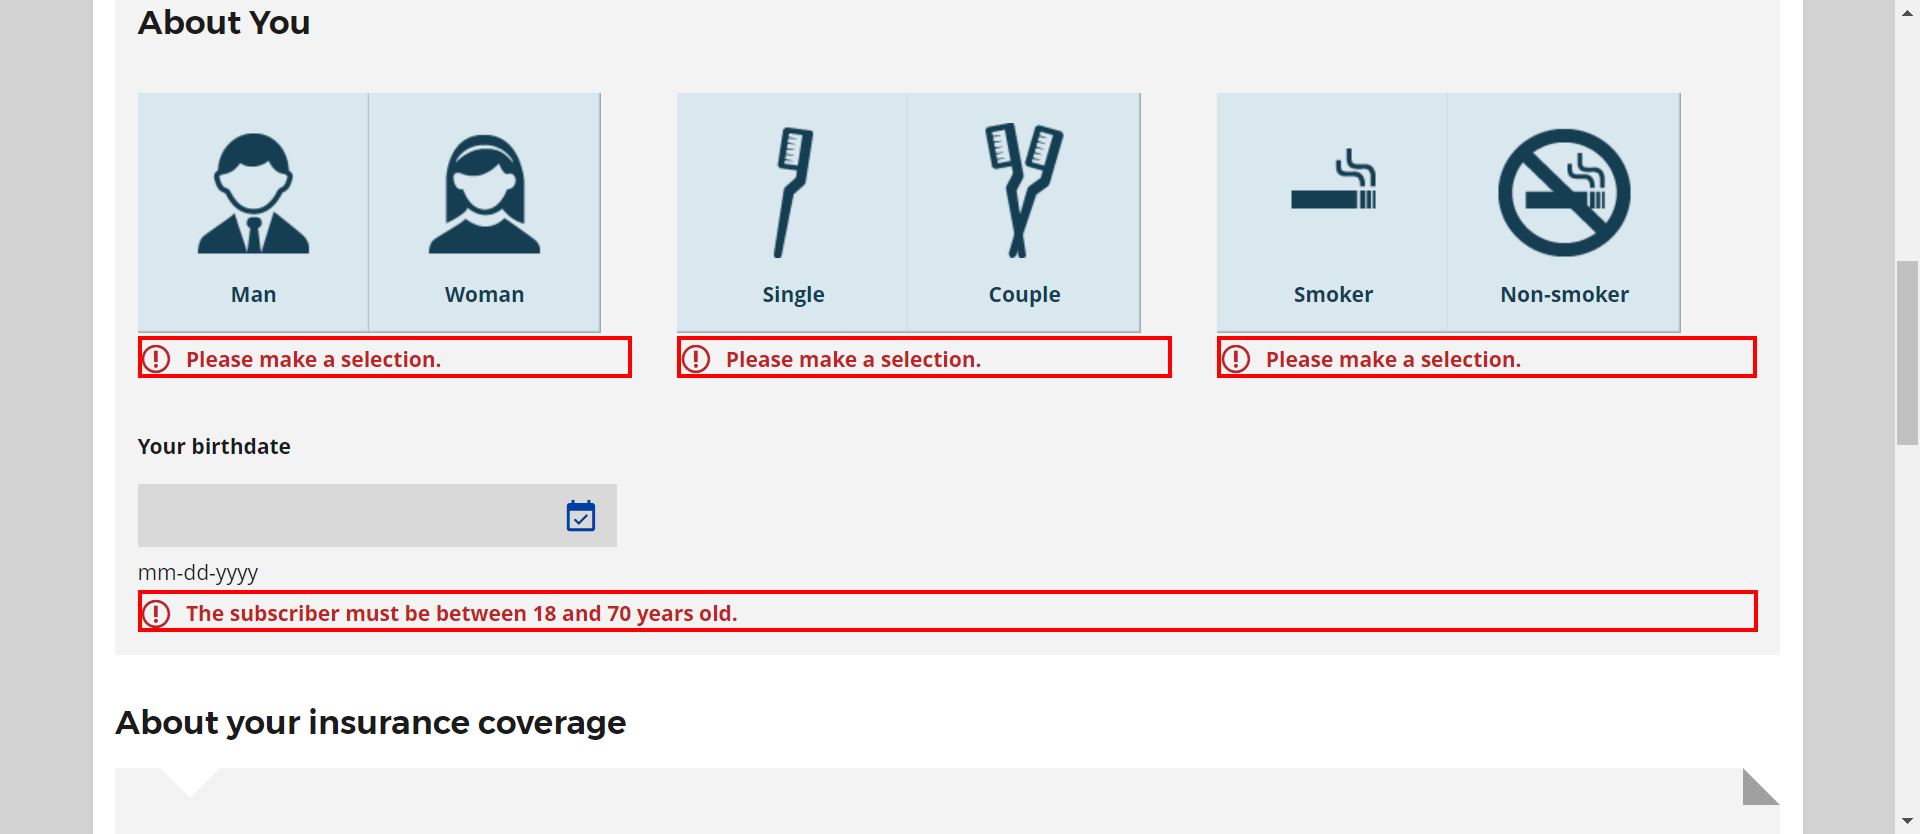 About You
Man
Woman
Single
Couple
Smoker
Non-smoker
Please make a selection.
Please make a selection.
Please make a selection.
Your birthdate
mm-dd-yyyy
The subscriber must be between 18 and 70 years old.
About your insurance coverage